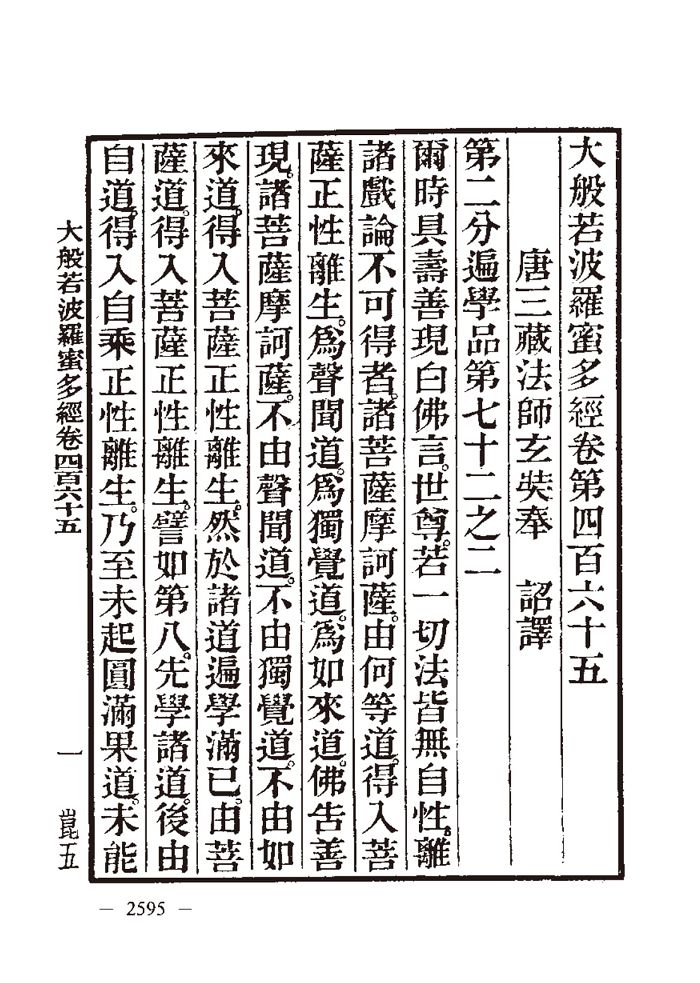 大般若波羅蜜多經卷第四百六十五
唐三藏法師玄奘奉　詔譯
第二分遍學品第七十二之二
爾時具壽善現白佛言。世尊。若一切法皆無自性。離
諸戲論不可得者。諸菩薩摩訶薩。由何等道。得入菩
薩正性離生。為聲聞道。為獨覺道。為如來道。佛告善
現。諸菩薩摩訶薩。不由聲聞道。不由獨覺道。不由如
來道。得入菩薩正性離生。然於諸道遍學滿已。由菩
薩道。得入菩薩正性離生。譬如第八。先學諸道。後由
自道。得入自乘正性離生。乃至未起圓滿果道。未能
大般若波羅蜜多經卷四百六十五　一　崑五
— 2595 —